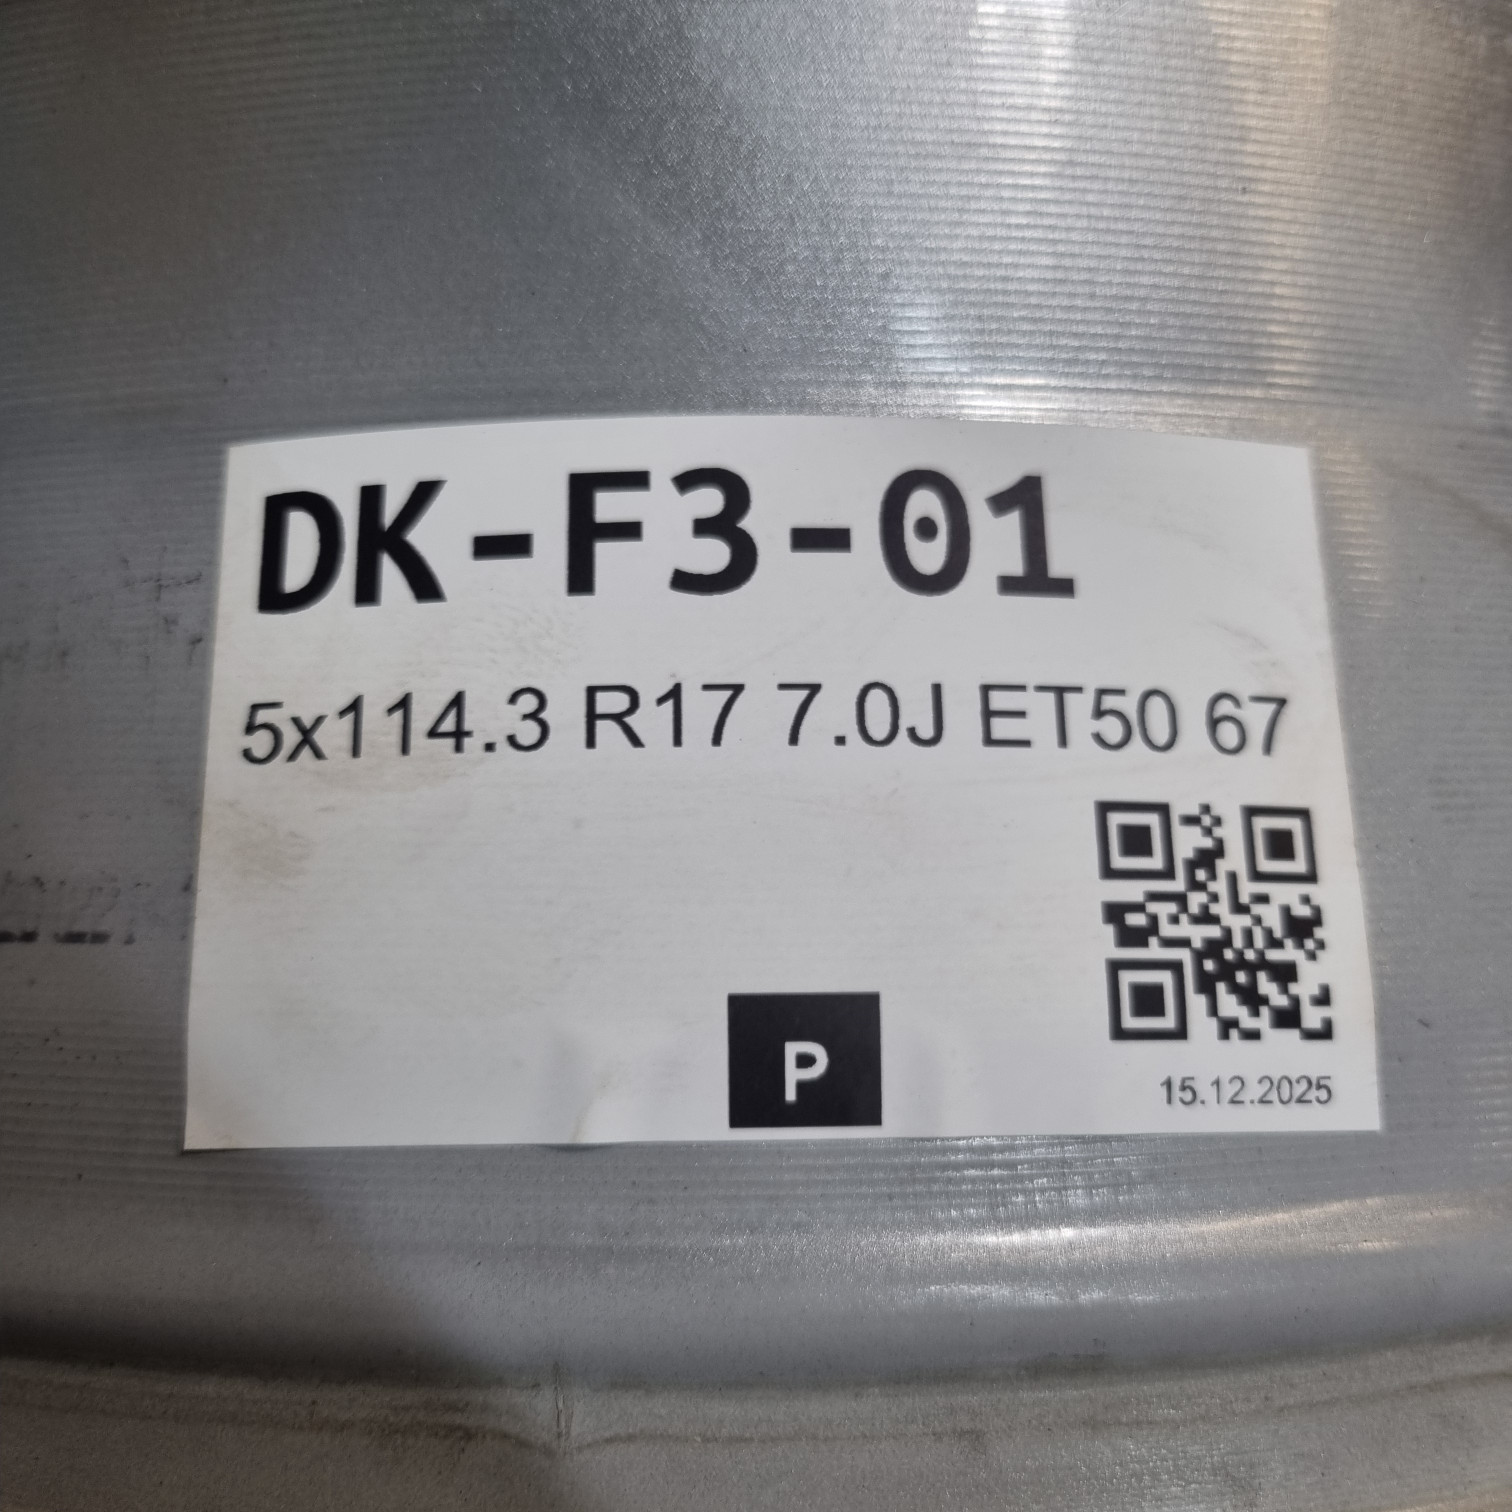 DK-F3-01
5x114.3 R17 7.0J ET50 67
P
15.12.2025